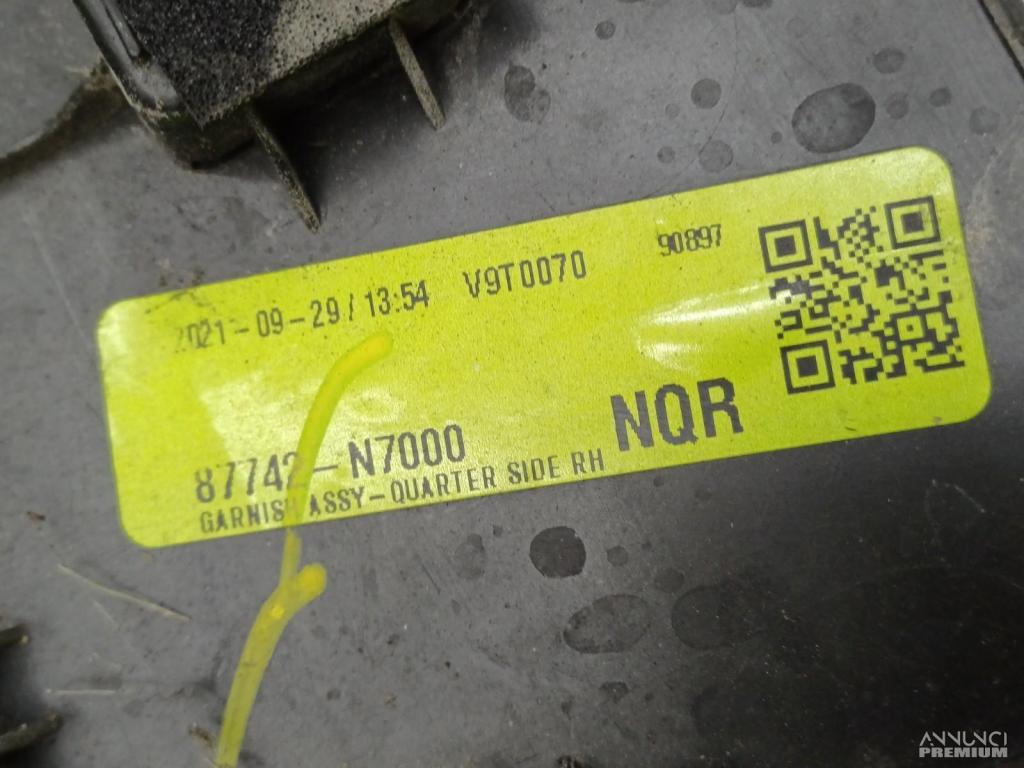 2021-09-29/13:54 V9T0070 90897
87742-N7000 NQR
GARNISH ASSY-QUARTER SIDE RH
ANNUNCI
PREMIUM